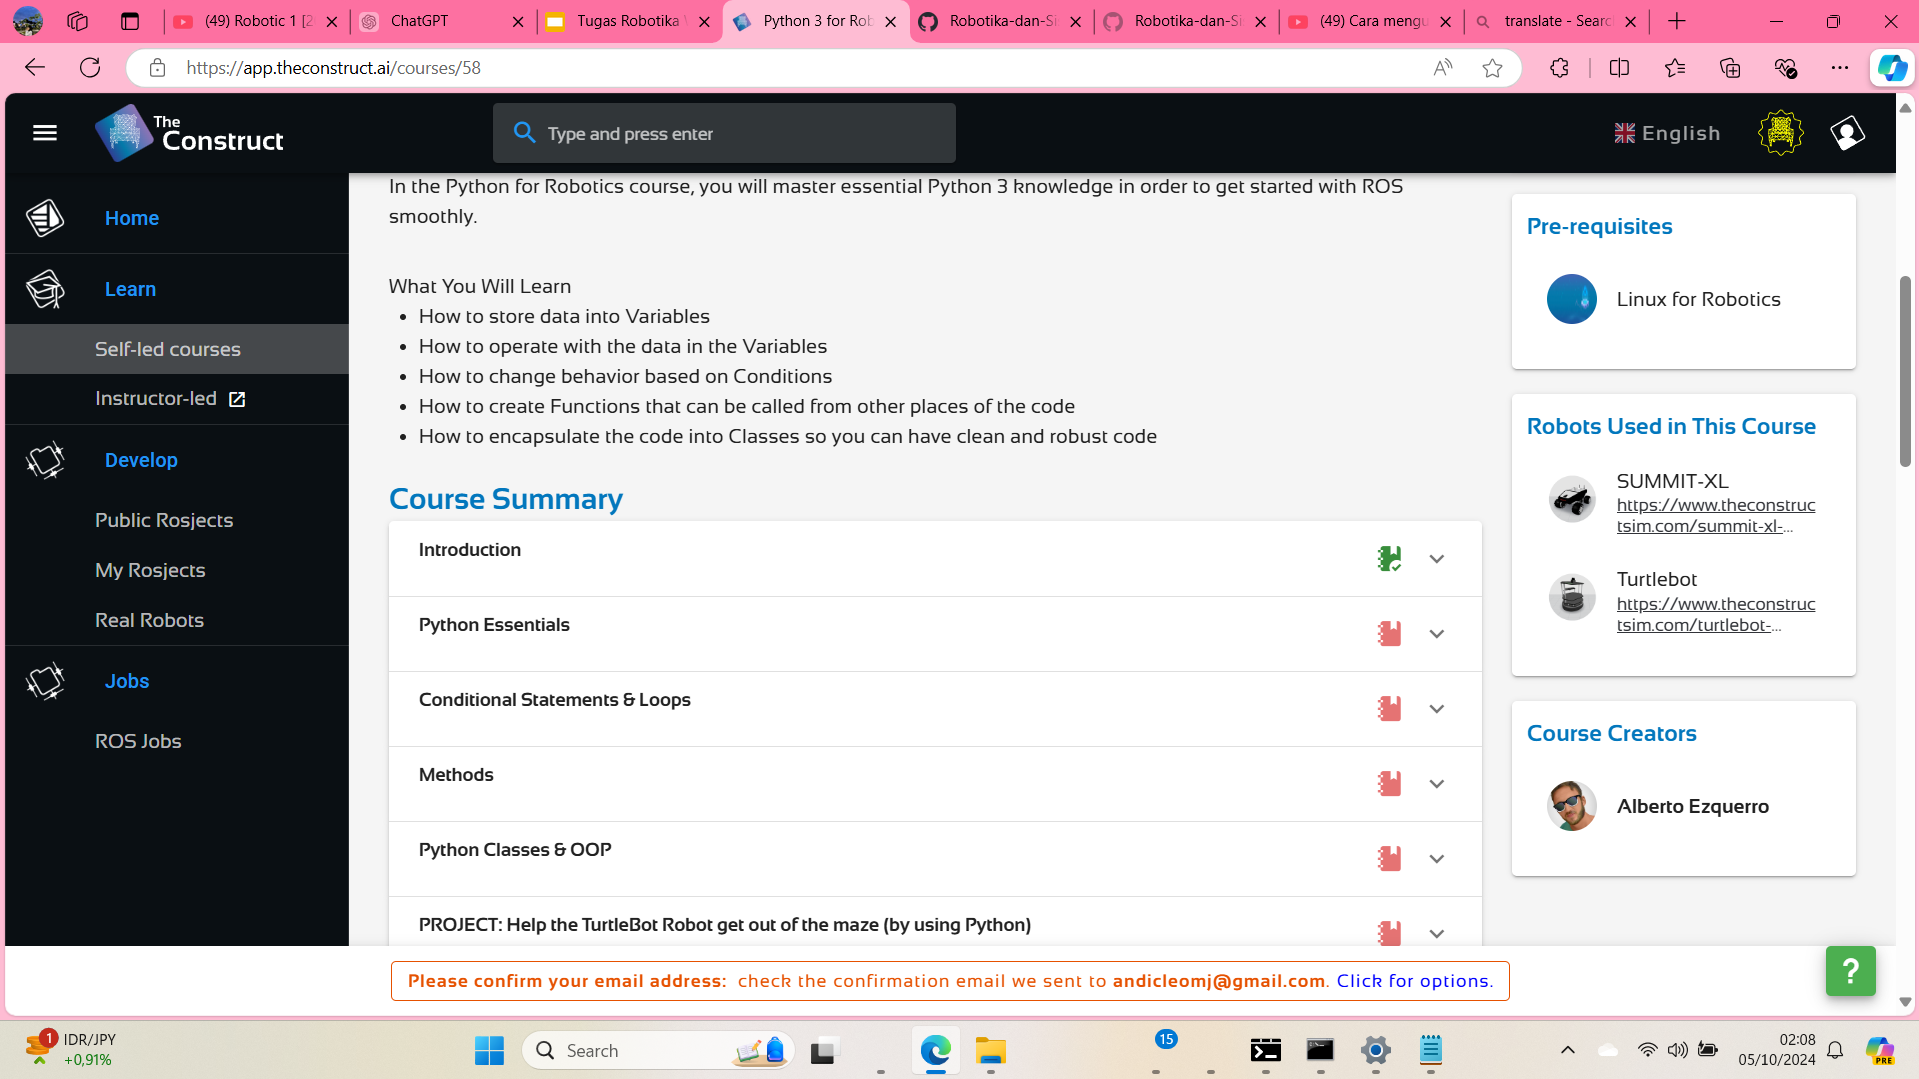 (49) Robotic 1 [2
ChatGPT
Tugas Robotika
Python 3 for Rob
Robotika-dan-Si
Robotika-dan-Si
(49) Cara mengu
translate - Search
https://app.theconstruct.ai/courses/58
The Construct
Type and press enter
English
Home
Learn
Self-led courses
Instructor-led
Develop
Public Rosjects
My Rosjects
Real Robots
Jobs
ROS Jobs
In the Python for Robotics course, you will master essential Python 3 knowledge in order to get started with ROS
smoothly.
What You Will Learn
How to store data into Variables
How to operate with the data in the Variables
How to change behavior based on Conditions
How to create Functions that can be called from other places of the code
How to encapsulate the code into Classes so you can have clean and robust code
Course Summary
Introduction
Python Essentials
Conditional Statements & Loops
Methods
Python Classes & OOP
PROJECT: Help the TurtleBot Robot get out of the maze (by using Python)
Pre-requisites
Linux for Robotics
Robots Used in This Course
SUMMIT-XL
https://www.theconstruc
tsim.com/summit-xl-...
Turtlebot
https://www.theconstruc
tsim.com/turtlebot-...
Course Creators
Alberto Ezquerro
Please confirm your email address: check the confirmation email we sent to andicleomj@gmail.com. Click for options.
?
1
IDR/JPY
+0,91%
Search
15
02:08
05/10/2024
PRE